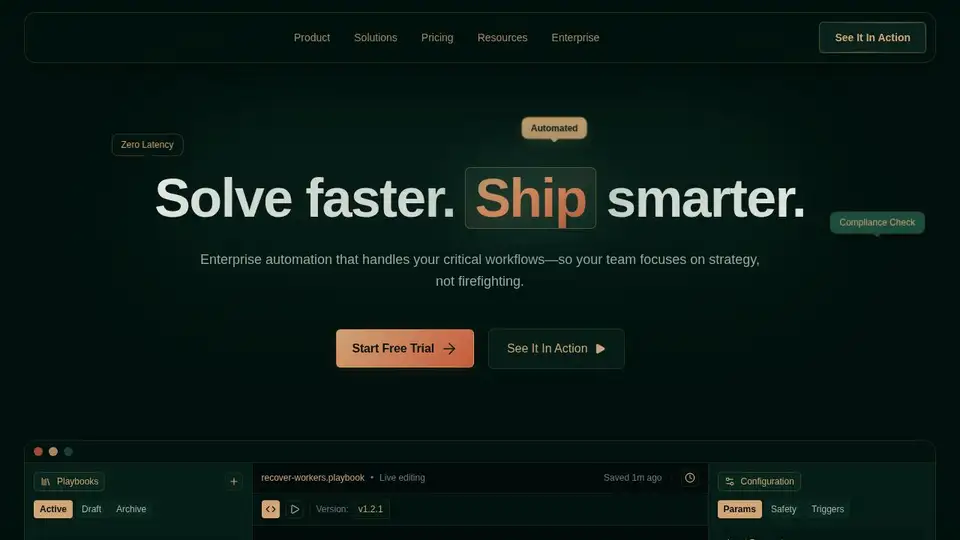 Product Solutions Pricing Resources Enterprise See It In Action
Automated
Zero Latency
Solve faster. Ship smarter.
Compliance Check
Enterprise automation that handles your critical workflows—so your team focuses on strategy,
not firefighting.
Start Free Trial See It In Action
Playbooks
Active Draft Archive
recover-workers.playbook • Live editing Saved 1m ago
Version: v1.2.1
Configuration
Params Safety Triggers